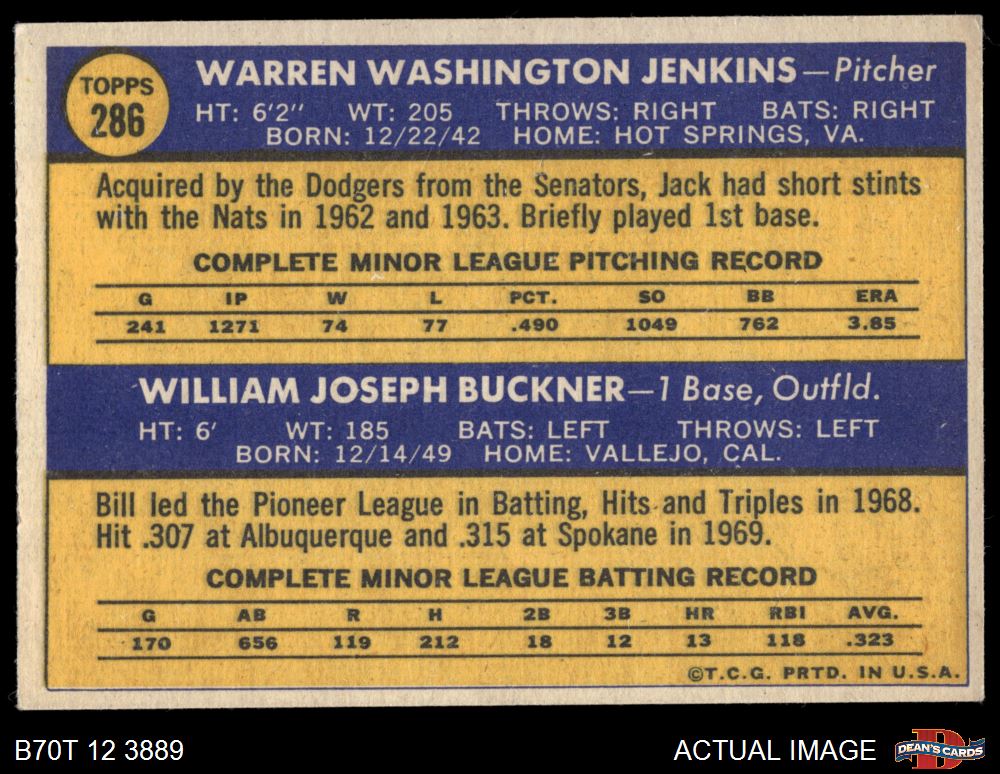 TOPPS
286
WARREN WASHINGTON JENKINS—Pitcher
HT: 6'2" WT: 205 THROWS: RIGHT BATS: RIGHT
BORN: 12/22/42 HOME: HOT SPRINGS, VA.
Acquired by the Dodgers from the Senators, Jack had short stints
with the Nats in 1962 and 1963. Briefly played 1st base.
COMPLETE MINOR LEAGUE PITCHING RECORD
G IP W L PCT. SO BB ERA
241 1271 74 77 .490 1049 762 3.85
WILLIAM JOSEPH BUCKNER—1 Base, Outfld.
HT: 6' WT: 185 BATS: LEFT THROWS: LEFT
BORN: 12/14/49 HOME: VALLEJO, CAL.
Bill led the Pioneer League in Batting, Hits and Triples in 1968.
Hit .307 at Albuquerque and .315 at Spokane in 1969.
COMPLETE MINOR LEAGUE BATTING RECORD
G AB R H 2B 3B HR RBI AVG.
170 656 119 212 18 12 13 118 .323
©T.C.G. PRTD. IN U.S.A.
B70T 12 3889 ACTUAL IMAGE DEAN'S CARDS